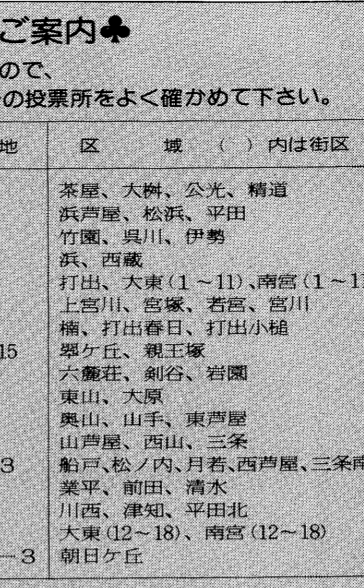 ご案内♣
ので、
の投票所をよく確かめて下さい。
地 区 域 ( ) 内は街区
茶屋、大桝、公光、精道
浜芦屋、松浜、平田
竹園、呉川、伊勢
浜、西蔵
打出、大東(1~11)、南宮(1~11
上宮川、宮塚、若宮、宮川
楠、打出春日、打出小槌
15 翠ケ丘、親王塚
六麓荘、剣谷、岩園
東山、大原
奥山、山手、東芦屋
山芦屋、西山、三条
3 船戸、松ノ内、月若、西芦屋、三条南
業平、前田、清水
川西、津知、平田北
大東(12~18)、南宮(12~18)
-3 朝日ケ丘